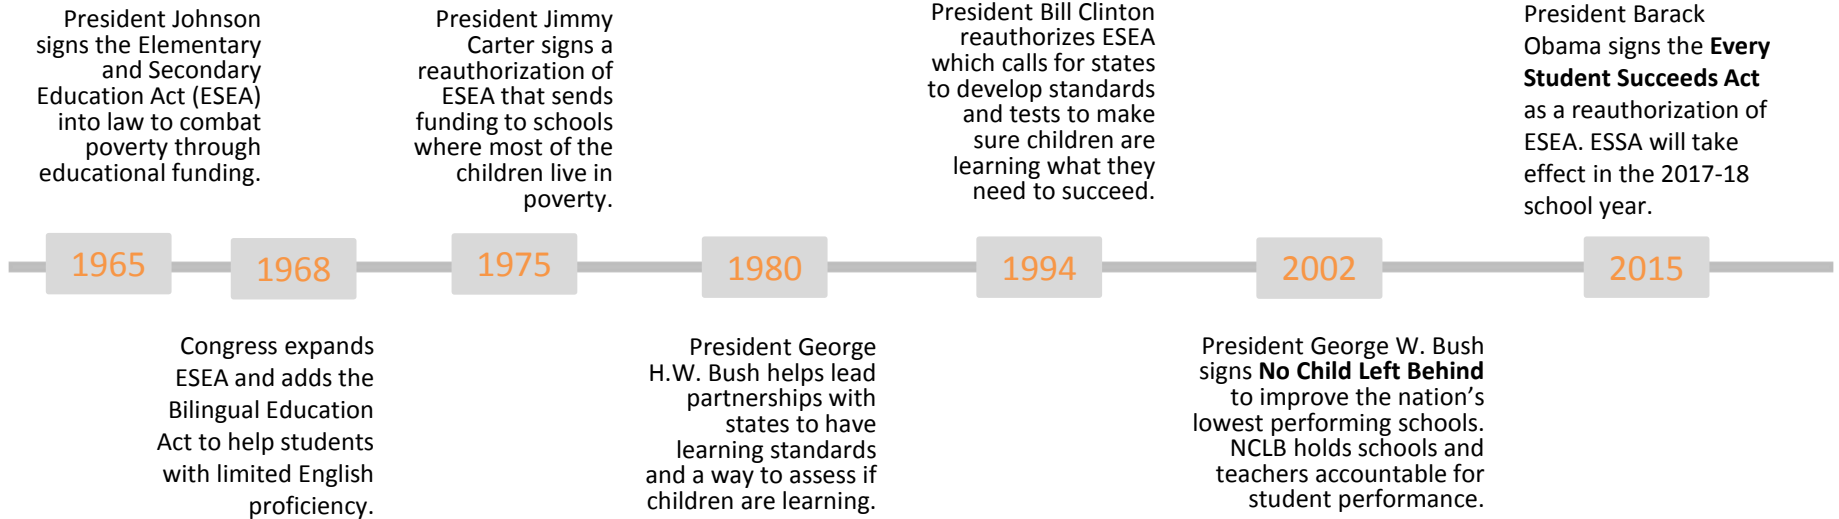 President Johnson
signs the Elementary
and Secondary
Education Act (ESEA)
into law to combat
poverty through
educational funding.
President Jimmy
Carter signs a
reauthorization of
ESEA that sends
funding to schools
where most of the
children live in
poverty.
President Bill Clinton
reauthorizes ESEA
which calls for states
to develop standards
and tests to make
sure children are
learning what they
need to succeed.
President Barack
Obama signs the Every
Student Succeeds Act
as a reauthorization of
ESEA. ESSA will take
effect in the 2017-18
school year.
1965
1968
1975
1980
1994
2002
2015
Congress expands
ESEA and adds the
Bilingual Education
Act to help students
with limited English
proficiency.
President George
H.W. Bush helps lead
partnerships with
states to have
learning standards
and a way to assess if
children are learning.
President George W. Bush
signs No Child Left Behind
to improve the nation's
lowest performing schools.
NCLB holds schools and
teachers accountable for
student performance.